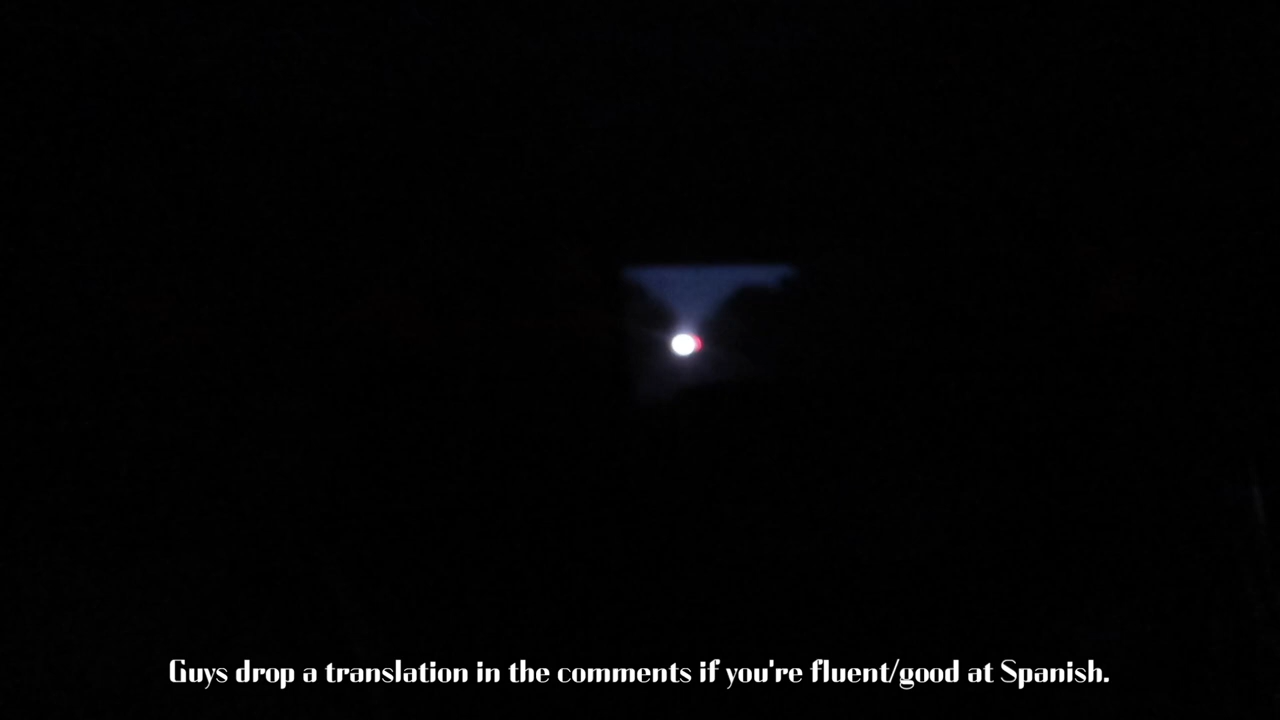 Guys drop a translation in the comments if you're fluent/good at Spanish.